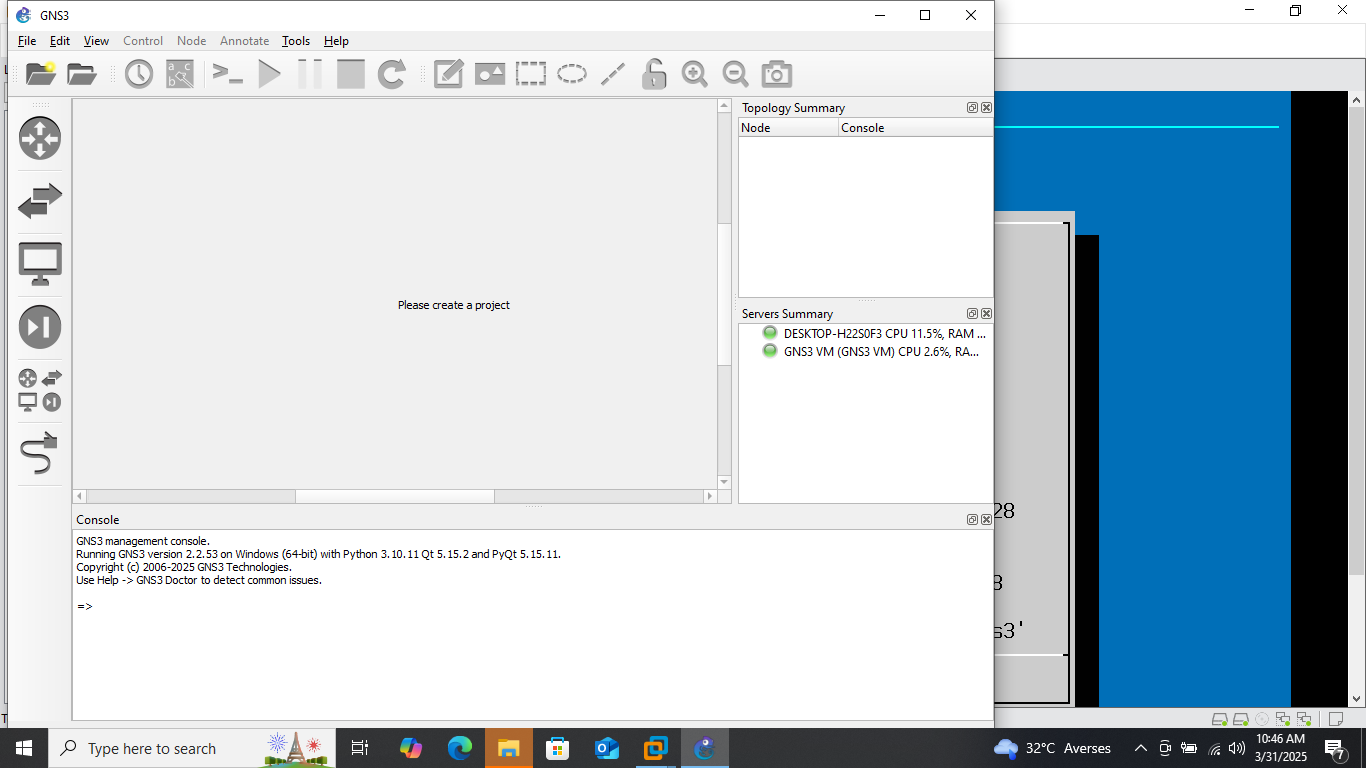 GNS3
File Edit View Control Node Annotate Tools Help
Topology Summary
Node Console
Please create a project
Servers Summary
DESKTOP-H22S0F3 CPU 11.5%, RAM ...
GNS3 VM (GNS3 VM) CPU 2.6%, RA...
28
8
s3'
Console
GNS3 management console.
Running GNS3 version 2.2.53 on Windows (64-bit) with Python 3.10.11 Qt 5.15.2 and PyQt 5.15.11.
Copyright (c) 2006-2025 GNS3 Technologies.
Use Help -> GNS3 Doctor to detect common issues.
=>
Type here to search
32°C Averses
10:46 AM
3/31/2025
7